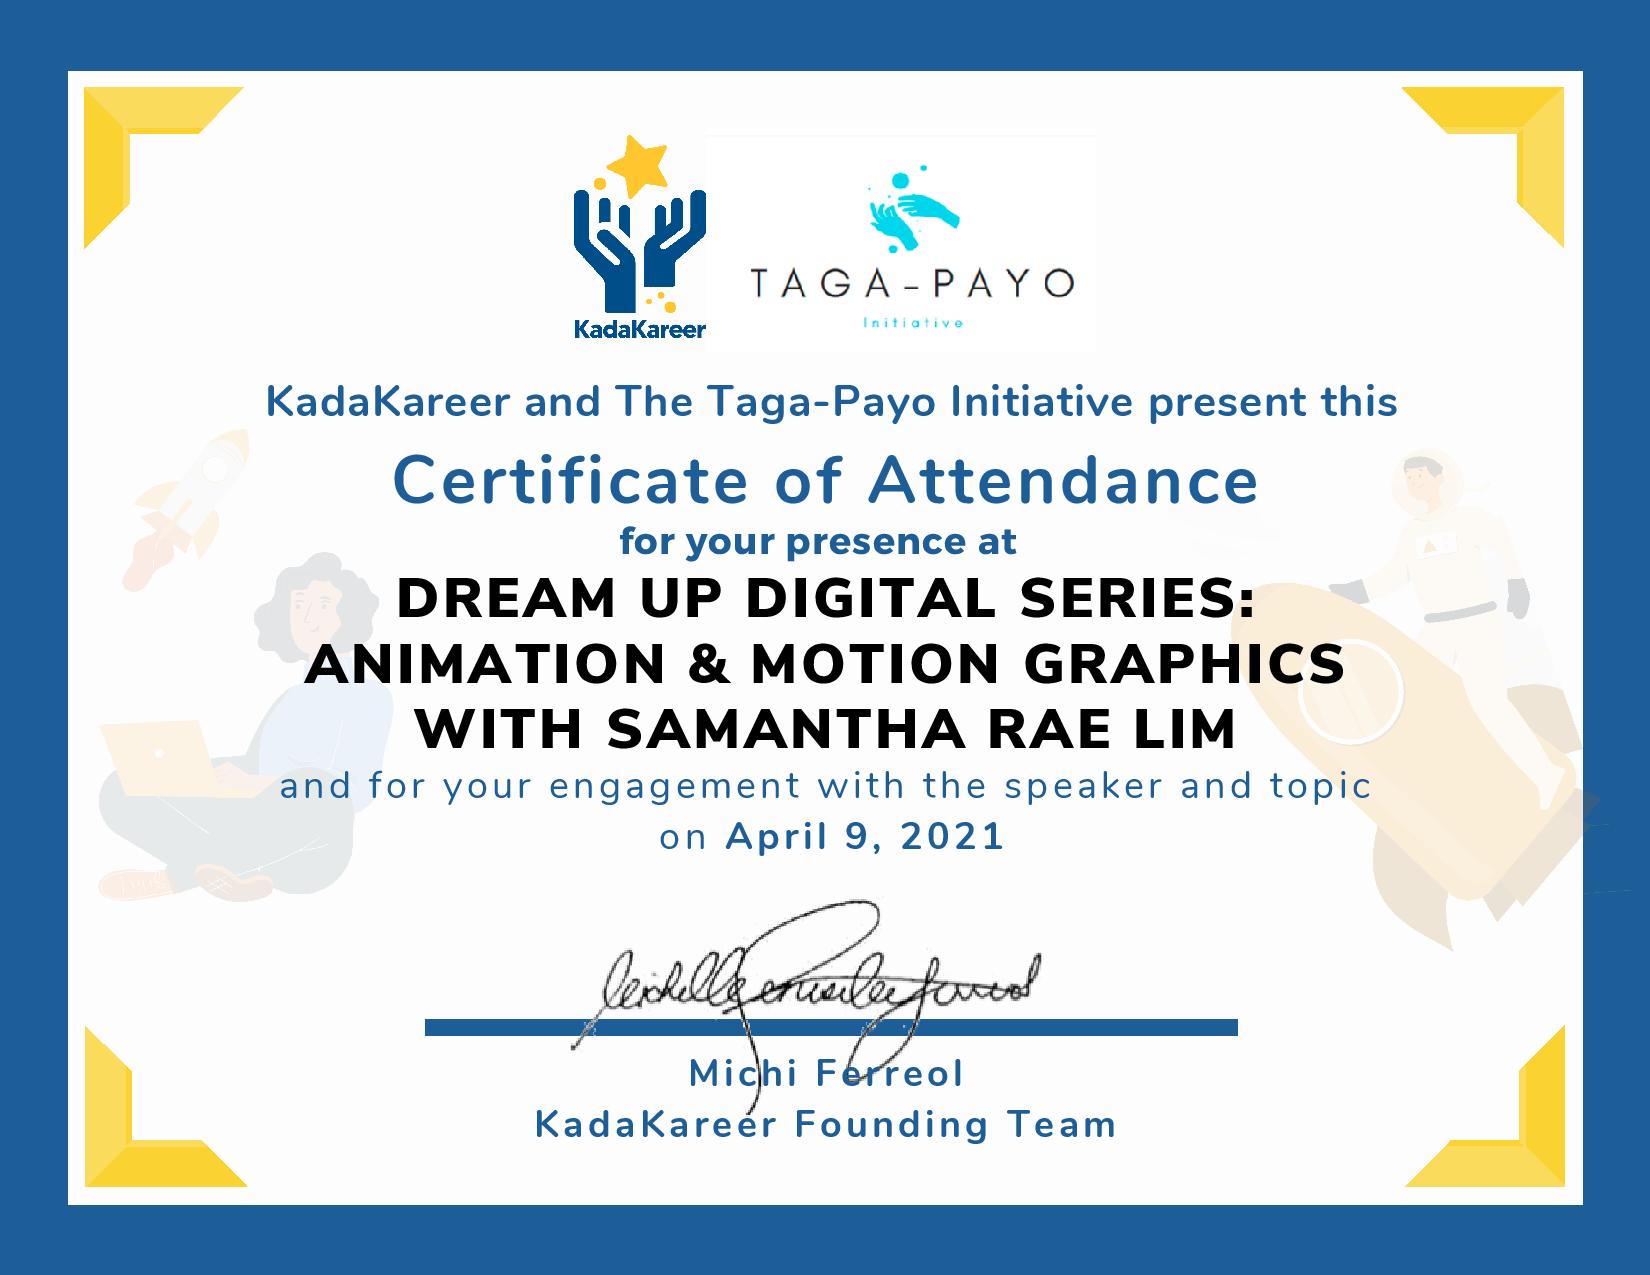 KadaKareer
TAGA-PAYO
Initiative
KadaKareer and The Taga-Payo Initiative present this
Certificate of Attendance
for your presence at
DREAM UP DIGITAL SERIES:
ANIMATION & MOTION GRAPHICS
WITH SAMANTHA RAE LIM
and for your engagement with the speaker and topic
on April 9, 2021
Michi Ferreol
KadaKareer Founding Team